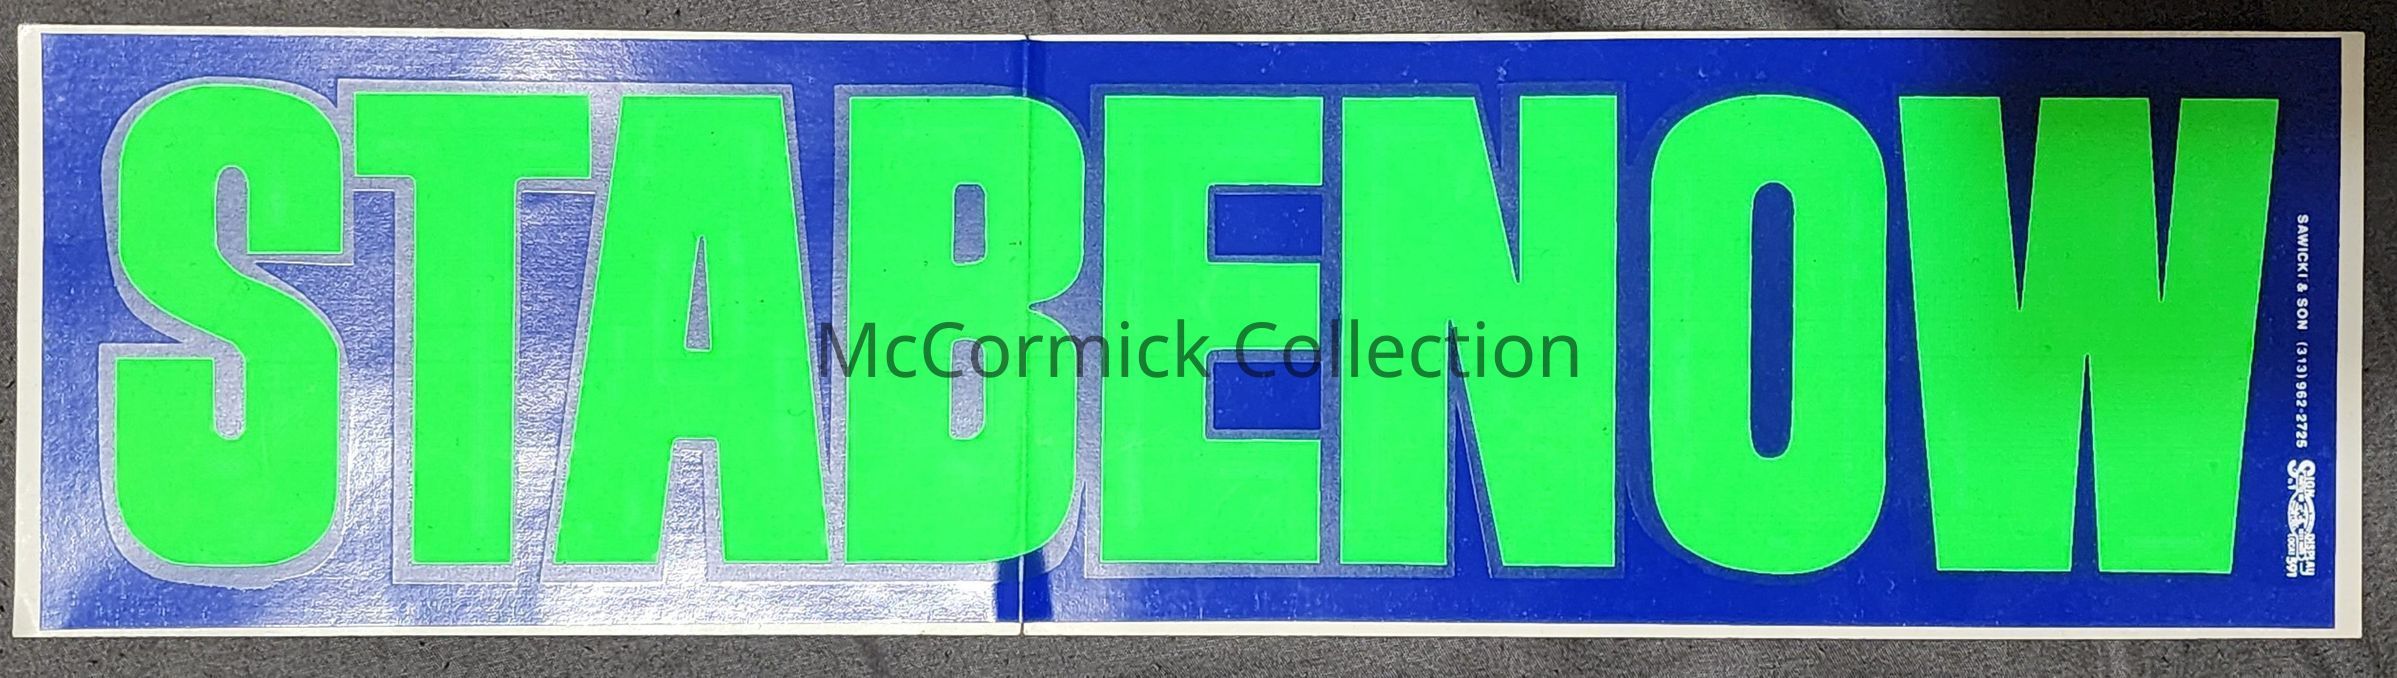 STABENOW
McCormick Collection
SAWICKI & SON (313)962-2725